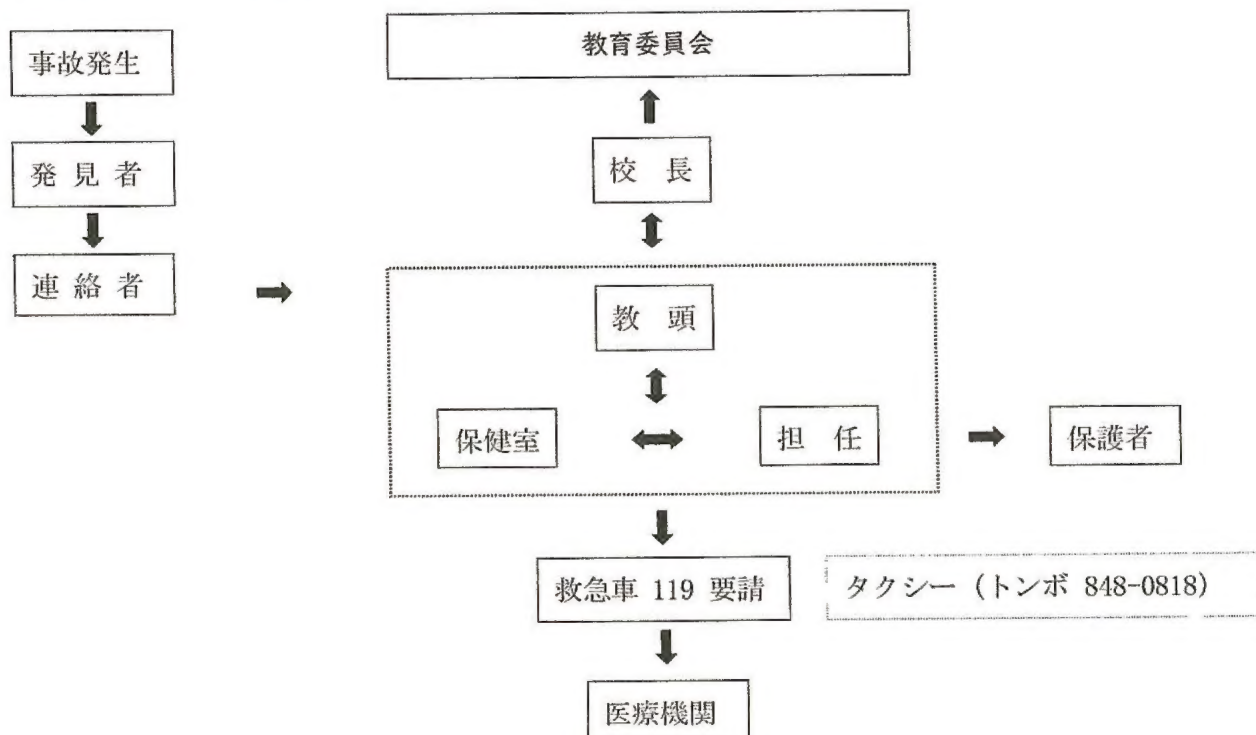 事故発生
発 見 者
連 絡 者
教育委員会
校　長
教　頭
保健室
担　任
保護者
救急車 119 要請
タクシー（トンボ 848-0818）
医療機関